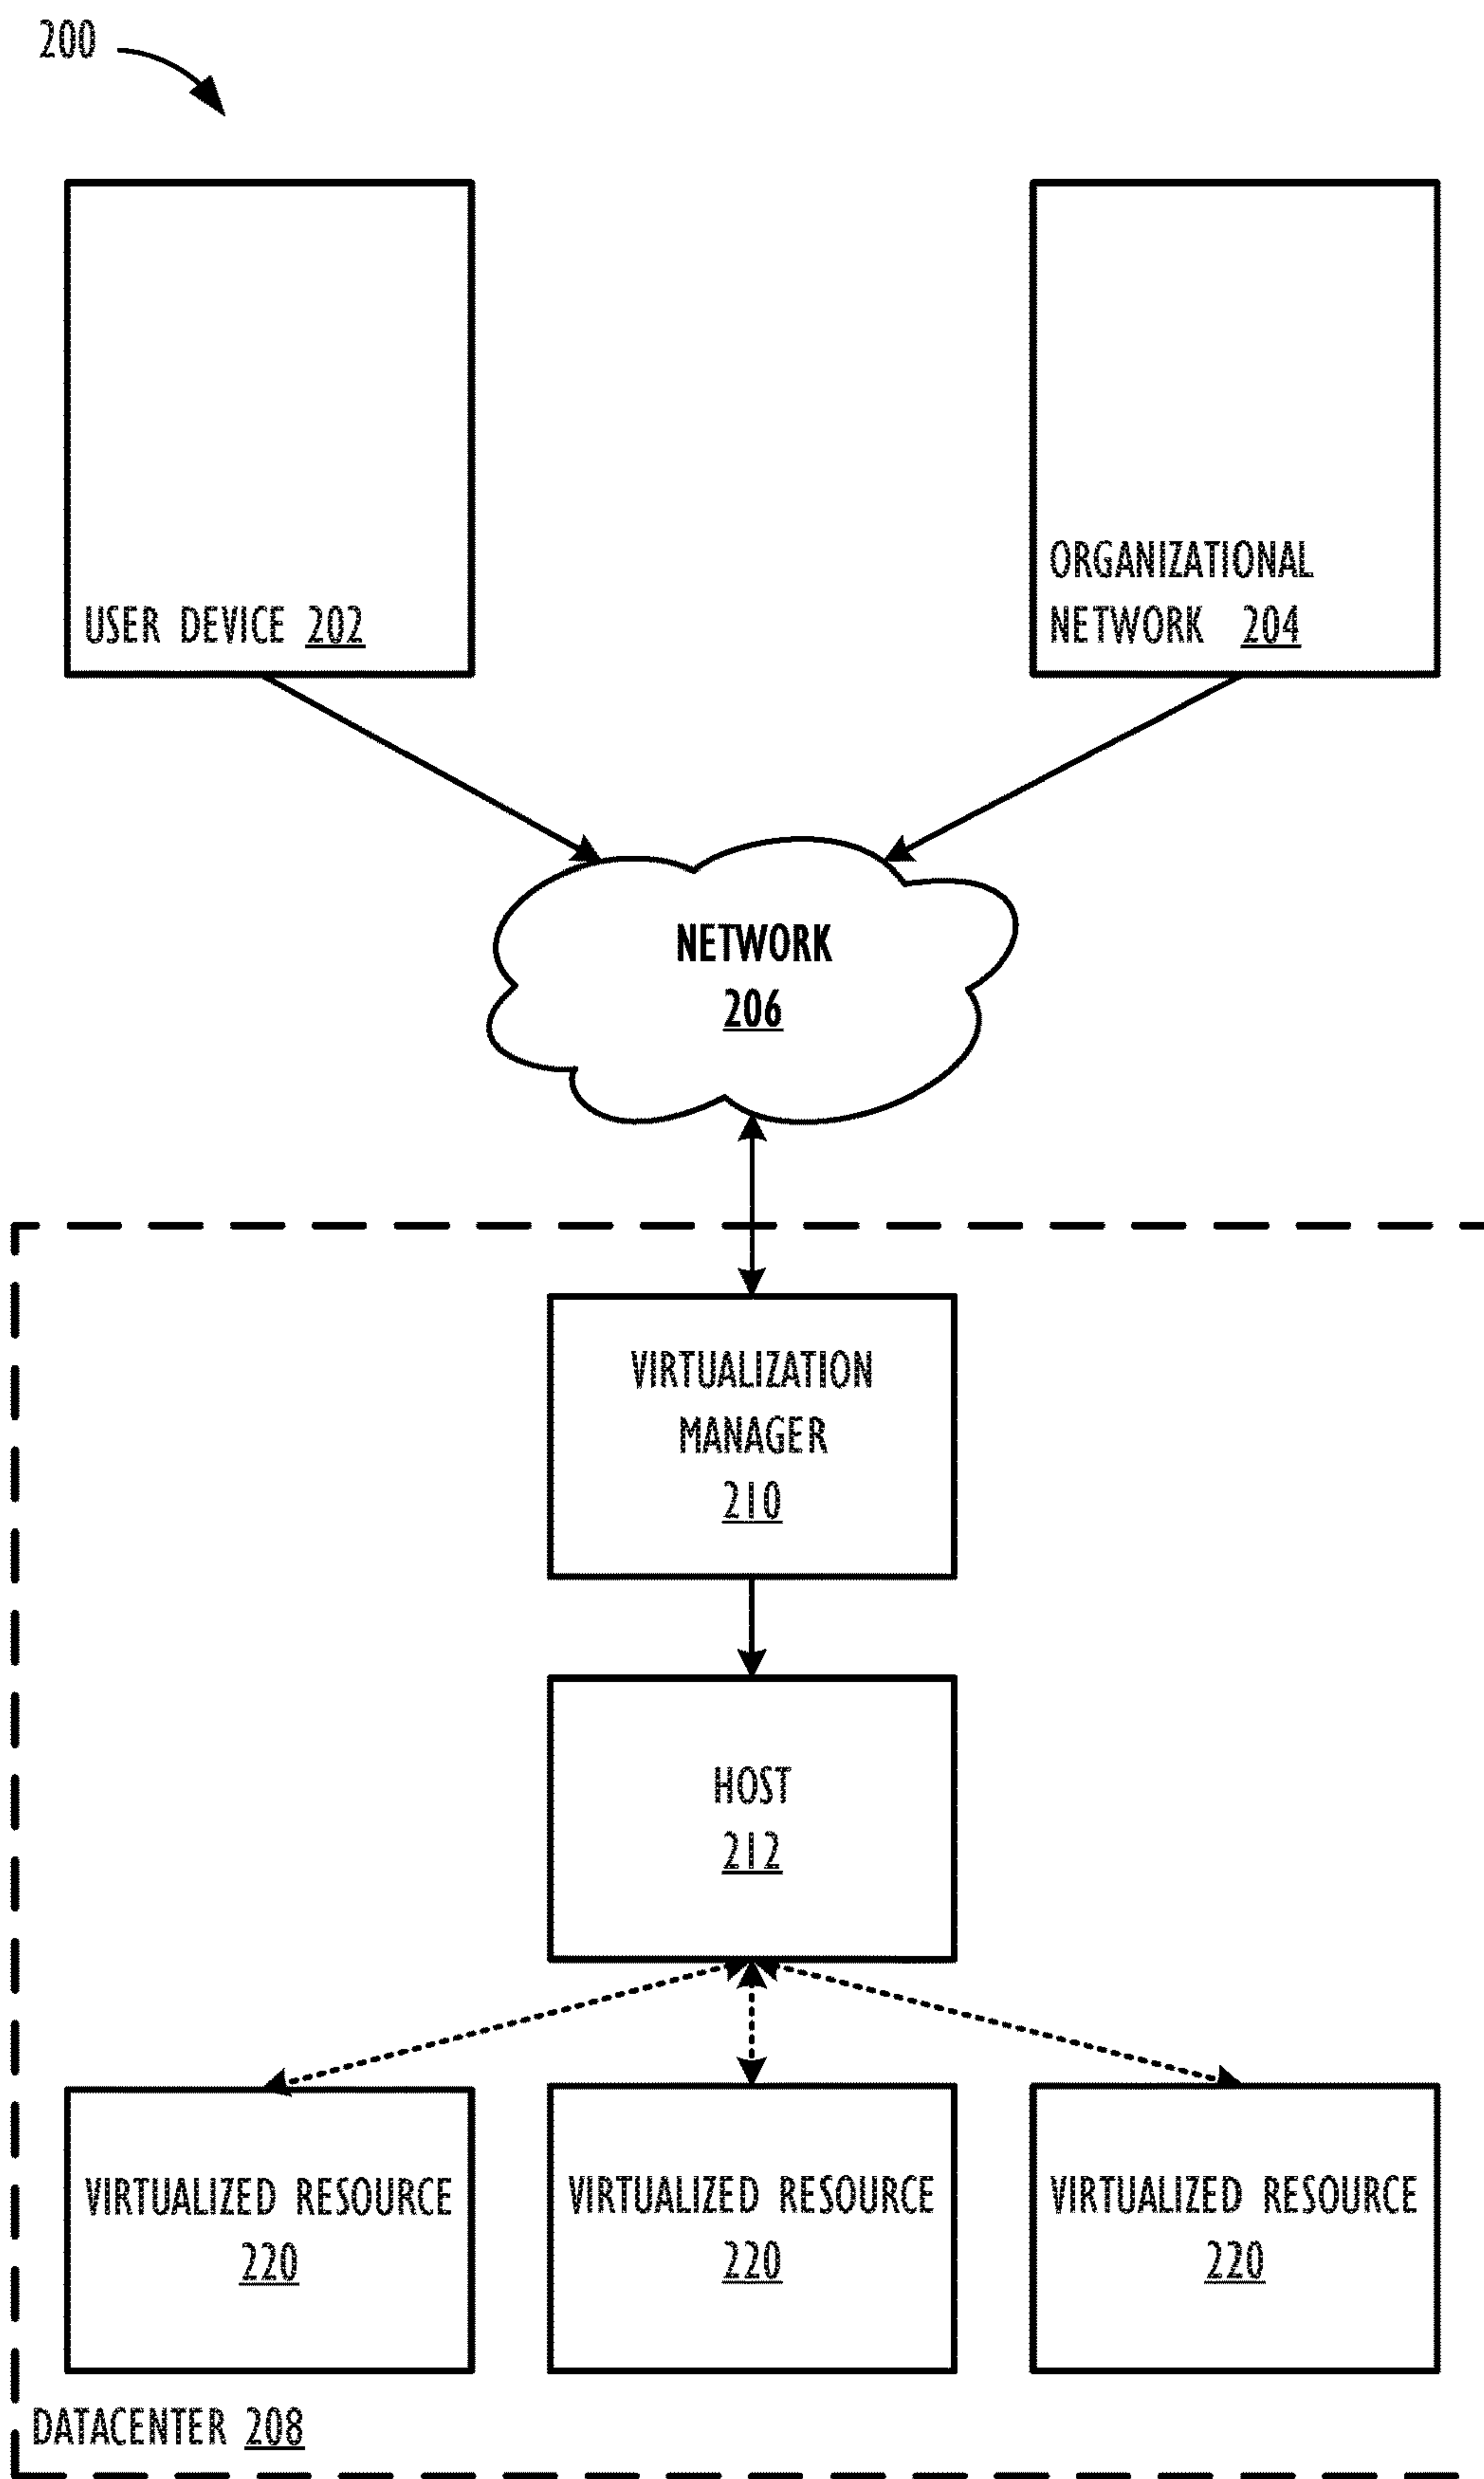 200
USER DEVICE 202
ORGANIZATIONAL
NETWORK 204
NETWORK
206
VIRTUALIZATION
MANAGER
210
HOST
212
VIRTUALIZED RESOURCE
220
VIRTUALIZED RESOURCE
220
VIRTUALIZED RESOURCE
220
DATACENTER 208